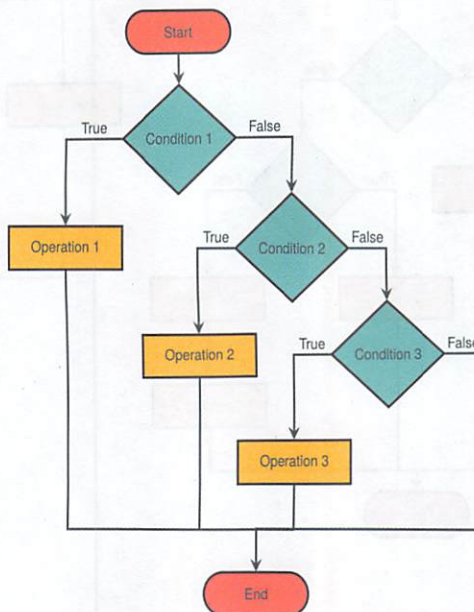 Start
Condition 1
True
False
Operation 1
Condition 2
True
False
Operation 2
Condition 3
True
False
Operation 3
End